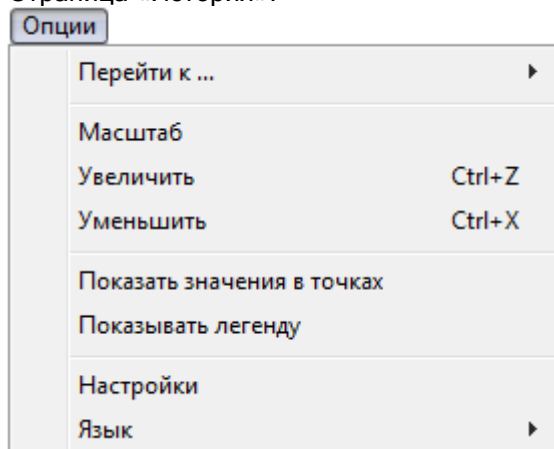 Опции
Перейти к ...
Масштаб
Увеличить Ctrl+Z
Уменьшить Ctrl+X
Показать значения в точках
Показывать легенду
Настройки
Язык